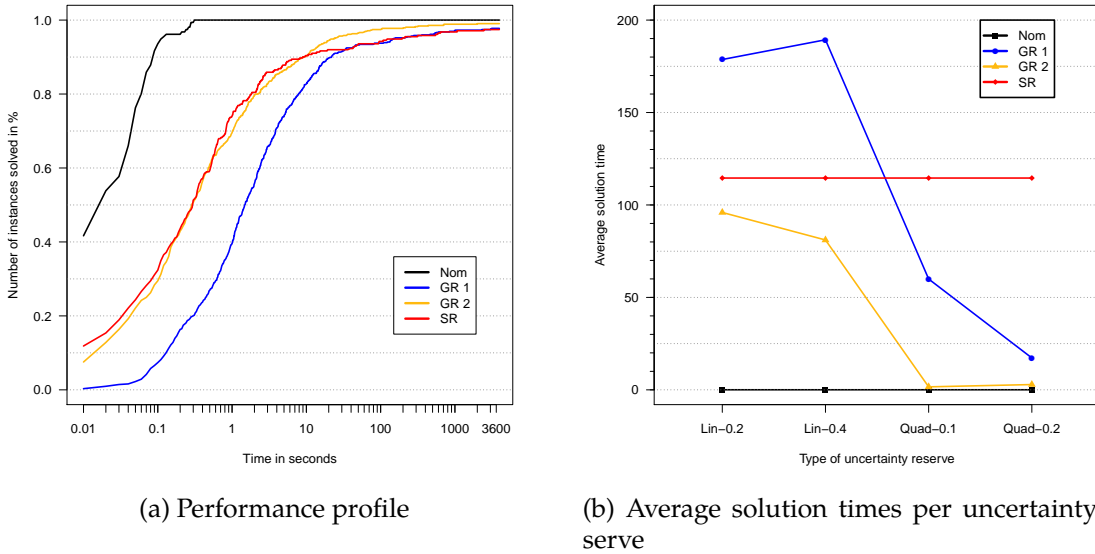 Number of instances solved in %
1.0
0.8
0.6
0.4
0.2
0.0
Nom
GR 1
GR 2
SR
0.01 0.1 1 10 100 1000 3600
Time in seconds
(a) Performance profile
Average solution time
200
150
100
50
0
Nom
GR 1
GR 2
SR
Lin−0.2 Lin−0.4 Quad−0.1 Quad−0.2
Type of uncertainty reserve
(b) Average solution times per uncertainty
serve